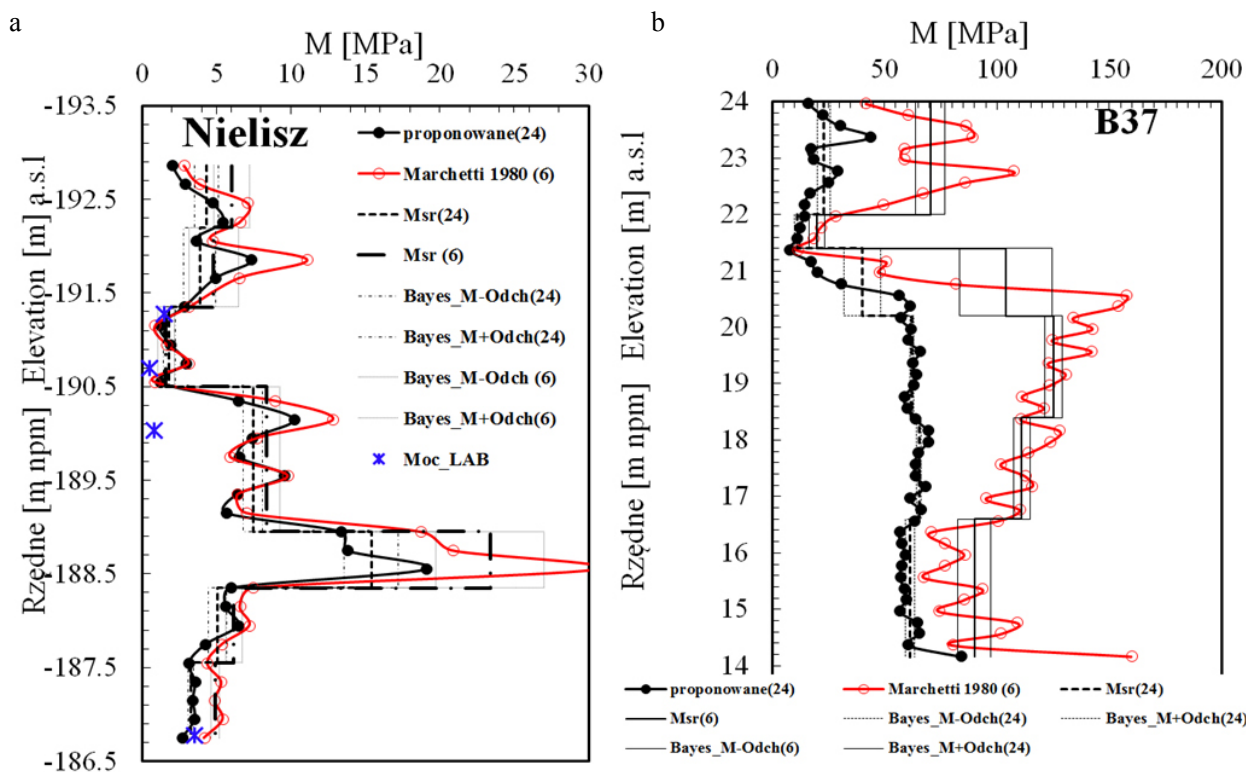 a
M [MPa]
0 5 10 15 20 25 30
Rzędne [m npm] Elevation [m] a.s.l
-193.5
-192.5
-191.5
-190.5
-189.5
-188.5
-187.5
-186.5
Nielisz
proponowane(24)
Marchetti 1980 (6)
Msr(24)
Msr (6)
Bayes_M-Odch(24)
Bayes_M+Odch(24)
Bayes_M-Odch (6)
Bayes_M+Odch(6)
Moc_LAB
b
M [MPa]
0 50 100 150 200
Rzędne [m npm] Elevation [m] a.s.l
24
23
22
21
20
19
18
17
16
15
14
B37
proponowane(24) Marchetti 1980 (6) Msr(24)
Msr(6) Bayes_M-Odch(24) Bayes_M+Odch(24)
Bayes_M-Odch(6) Bayes_M+Odch(24)